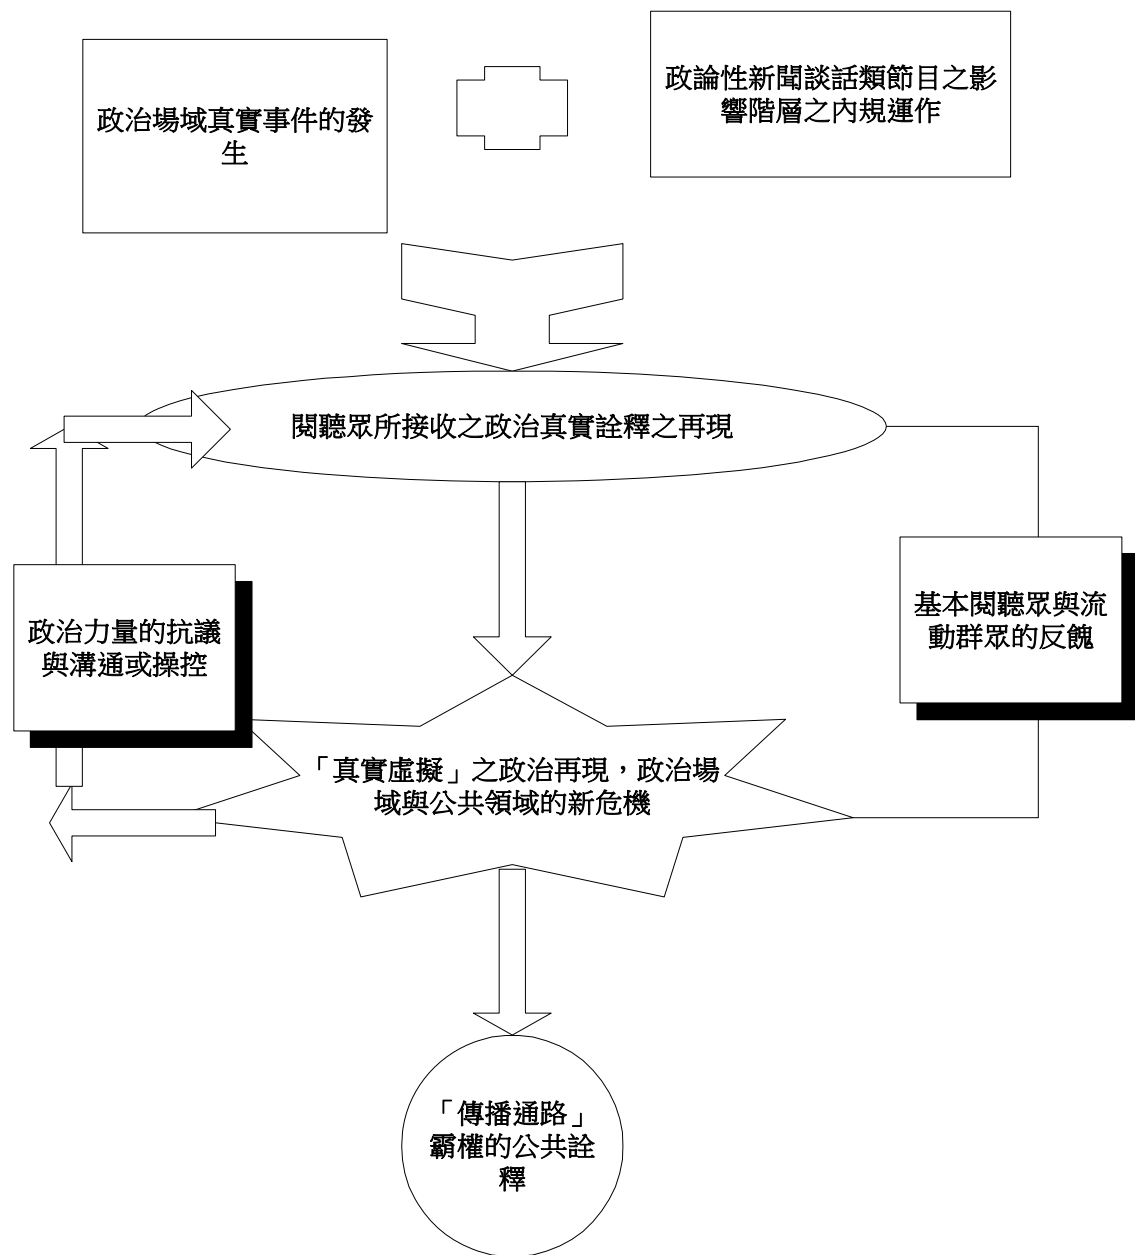 政治場域真實事件的發
生
政論性新聞談話類節目之影
響階層之內規運作
閱聽眾所接收之政治真實詮釋之再現
政治力量的抗議
與溝通或操控
基本閱聽眾與流
動群眾的反餽
「真實虛擬」之政治再現，政治場
域與公共領域的新危機
「傳播通路」
霸權的公共詮
釋